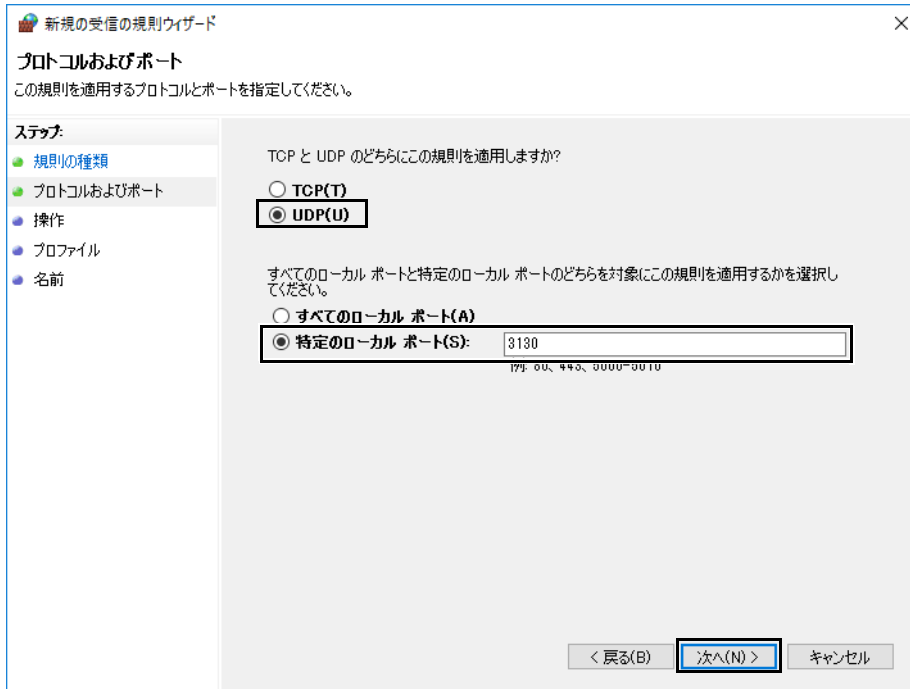 新規の受信の規則ウィザード
プロトコルおよびポート
この規則を適用するプロトコルとポートを指定してください。
ステップ:
規則の種類
プロトコルおよびポート
操作
プロファイル
名前
TCP と UDP のどちらにこの規則を適用しますか?
TCP(T)
UDP(U)
すべてのローカル ポートと特定のローカル ポートのどちらを対象にこの規則を適用するかを選択し
てください。
すべてのローカル ポート(A)
特定のローカル ポート(S):
3130
例: 80、443、5000-5010
< 戻る(B)
次へ(N) >
キャンセル